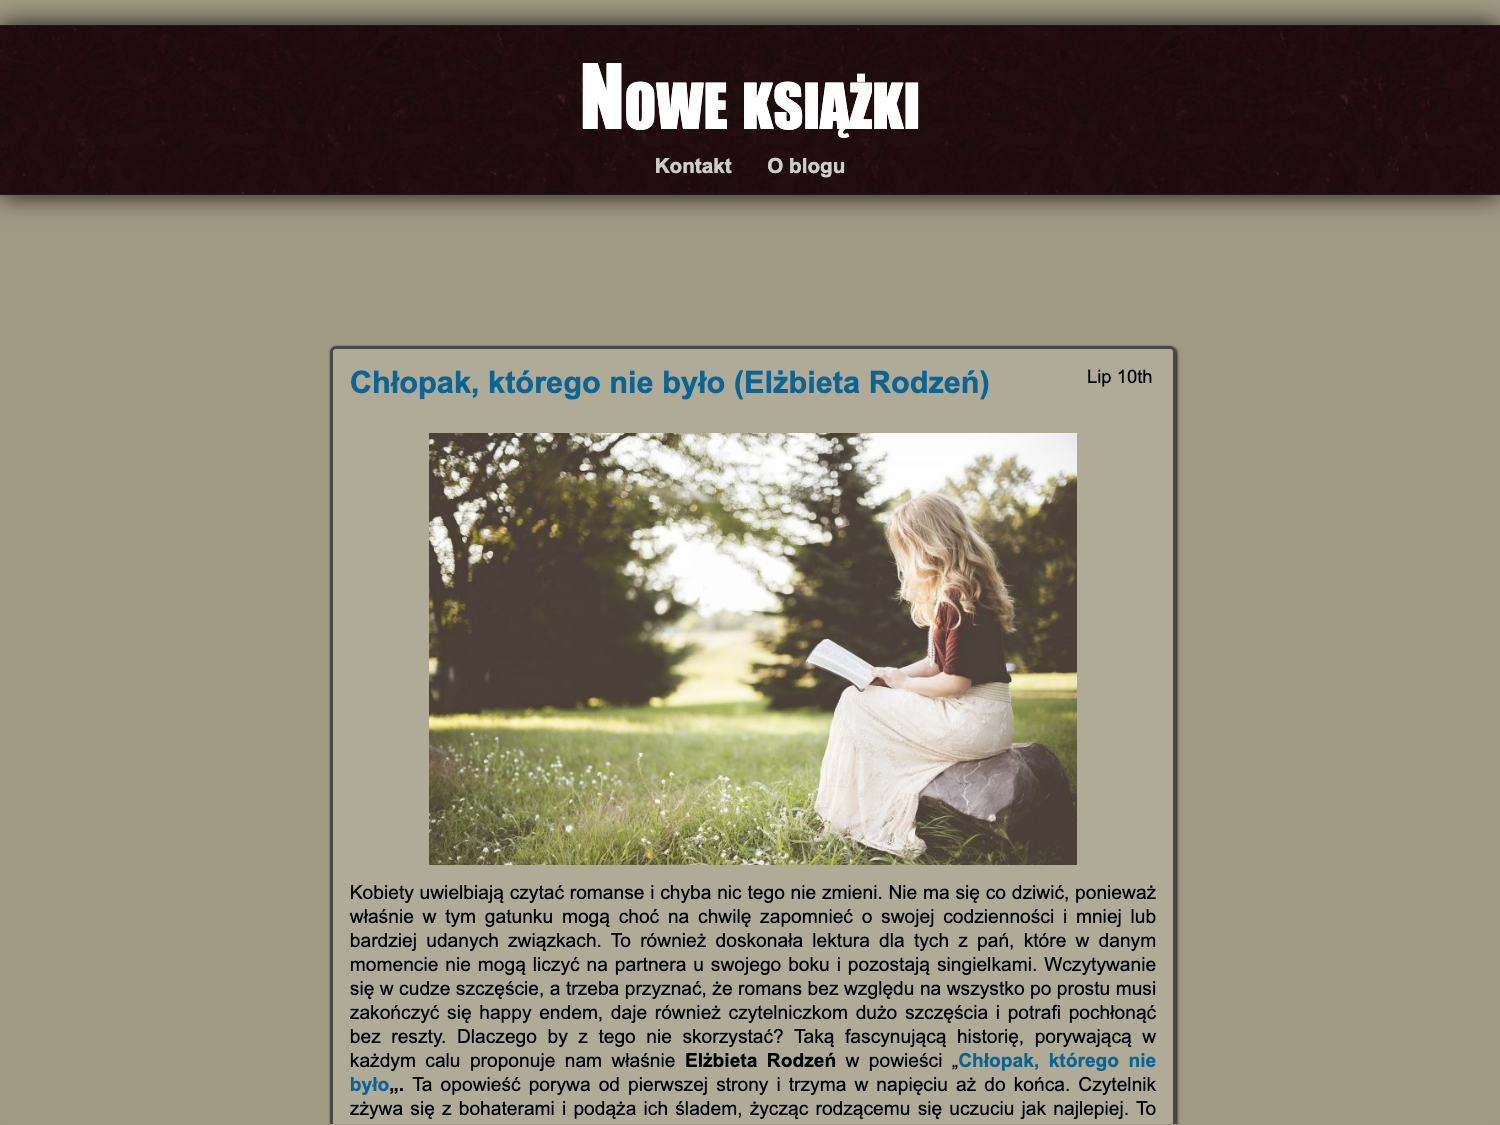 Nowe książki
Kontakt O blogu
Chłopak, którego nie było (Elżbieta Rodzeń)
Lip 10th
Kobiety uwielbiają czytać romanse i chyba nic tego nie zmieni. Nie ma się co dziwić, ponieważ
właśnie w tym gatunku mogą choć na chwilę zapomnieć o swojej codzienności i mniej lub
bardziej udanych związkach. To również doskonała lektura dla tych z pań, które w danym
momencie nie mogą liczyć na partnera u swojego boku i pozostają singielkami. Wczytywanie
się w cudze szczęście, a trzeba przyznać, że romans bez względu na wszystko po prostu musi
zakończyć się happy endem, daje również czytelniczkom dużo szczęścia i potrafi pochłonąć
bez reszty. Dlaczego by z tego nie skorzystać? Taką fascynującą historię, porywającą w
każdym calu proponuje nam właśnie Elżbieta Rodzeń w powieści „Chłopak, którego nie
było„. Ta opowieść porywa od pierwszej strony i trzyma w napięciu aż do końca. Czytelnik
zżywa się z bohaterami i podąża ich śladem, życząc rodzącemu się uczuciu jak najlepiej. To